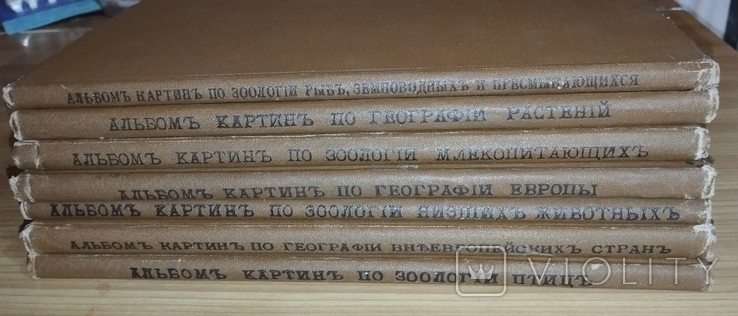 АЛЬБОМЪ КАРТИНЪ ПО ЗООЛОГІИ РЫБЪ, ЗЕМНОВОДНЫХЪ И ПРЕСМЫКАЮЩИХСЯ
АЛЬБОМЪ КАРТИНЪ ПО ГЕОГРАФІИ РАСТЕНІЙ
АЛЬБОМЪ КАРТИНЪ ПО ЗООЛОГІИ МЛЕКОПИТАЮЩИХЪ
АЛЬБОМЪ КАРТИНЪ ПО ГЕОГРАФІИ ЕВРОПЫ
АЛЬБОМЪ КАРТИНЪ ПО ЗООЛОГІИ НИЗШИХЪ ЖИВОТНЫХЪ
АЛЬБОМЪ КАРТИНЪ ПО ГЕОГРАФІИ ВНѢЕВРОПЕЙСКИХЪ СТРАНЪ
АЛЬБОМЪ КАРТИНЪ ПО ЗООЛОГІИ ПТИЦЪ
VIOLITY